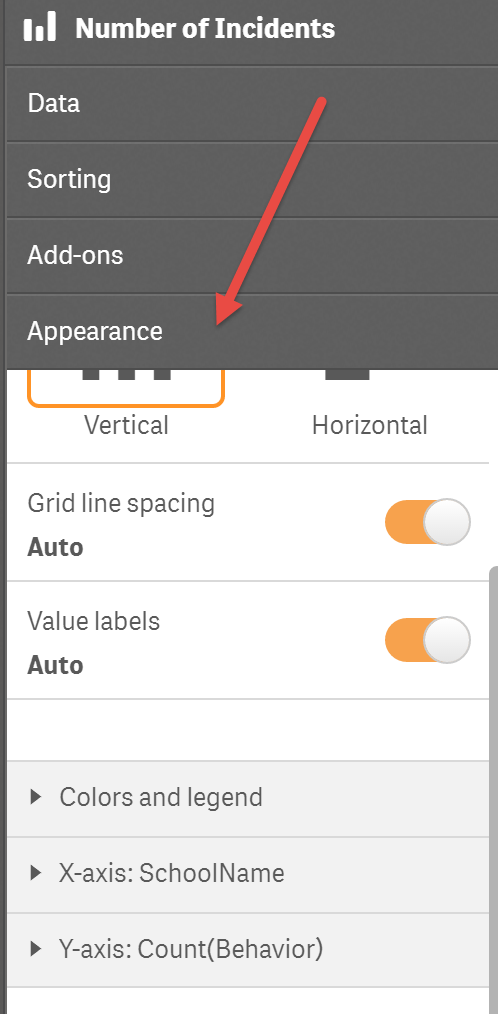 Number of Incidents
Data
Sorting
Add-ons
Appearance
Vertical Horizontal
Grid line spacing
Auto
Value labels
Auto
Colors and legend
X-axis: SchoolName
Y-axis: Count(Behavior)